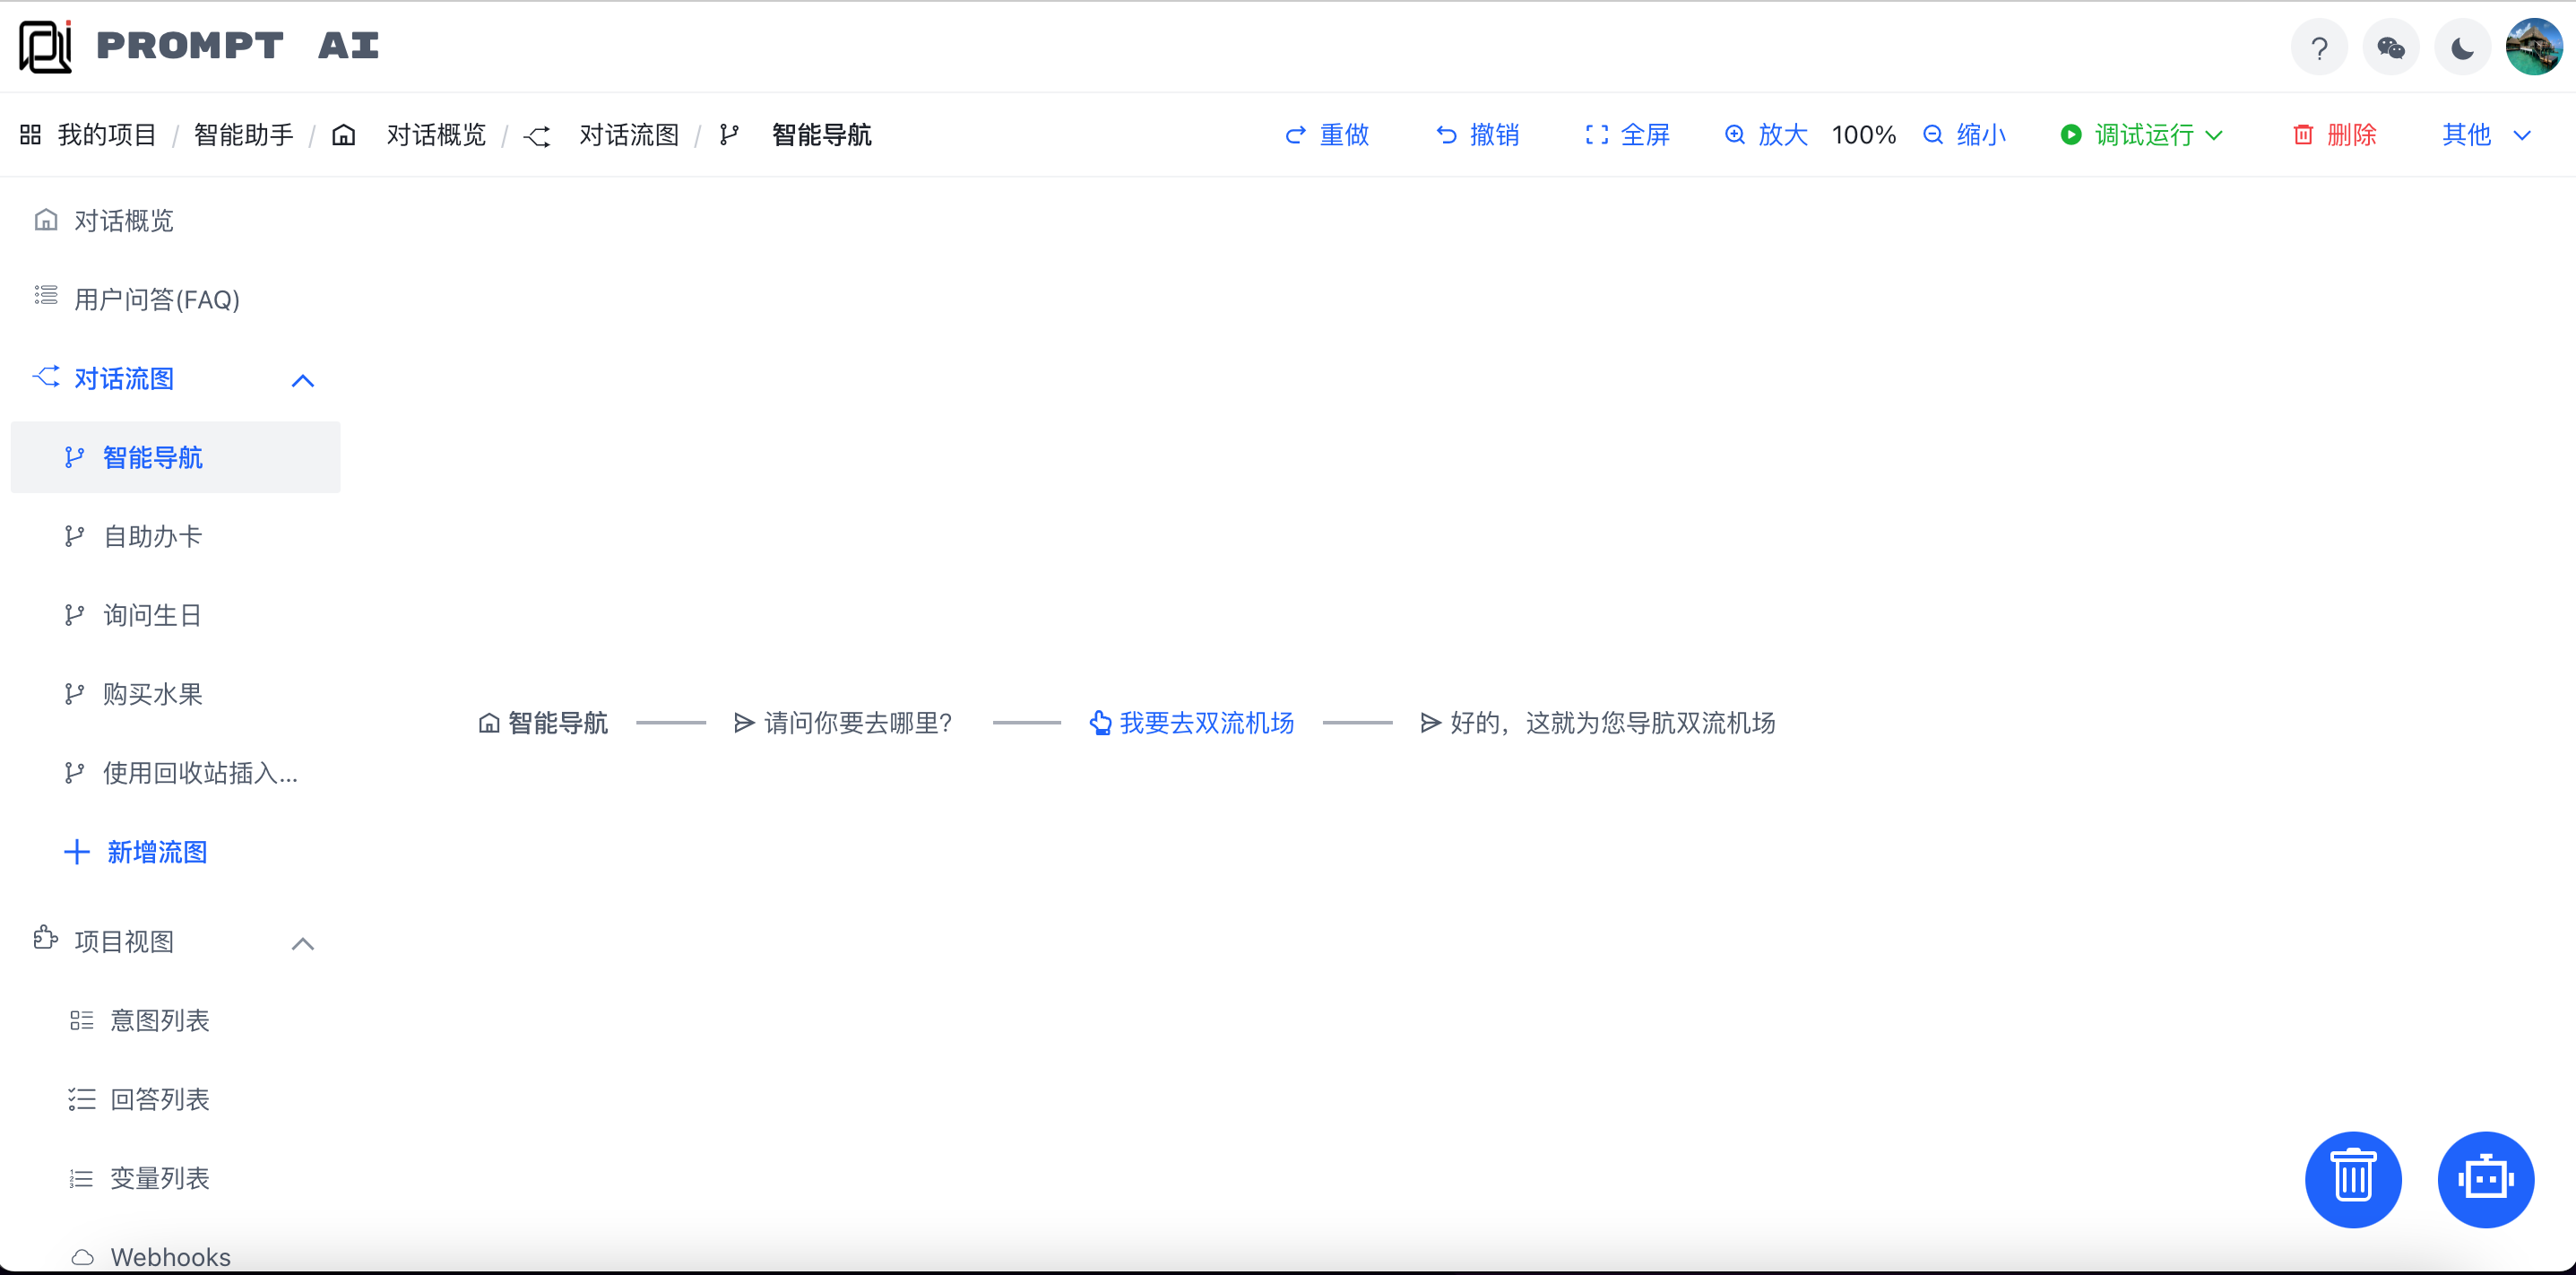 PROMPT AI
我的项目 / 智能助手 / 对话概览 / 对话流图 / 智能导航
重做 撤销 全屏 放大 100% 缩小 调试运行 删除 其他
对话概览
用户问答(FAQ)
对话流图
智能导航
自助办卡
询问生日
购买水果
使用回收站插入...
新增流图
项目视图
意图列表
回答列表
变量列表
Webhooks
智能导航 请问你要去哪里? 我要去双流机场 好的，这就为您导航双流机场